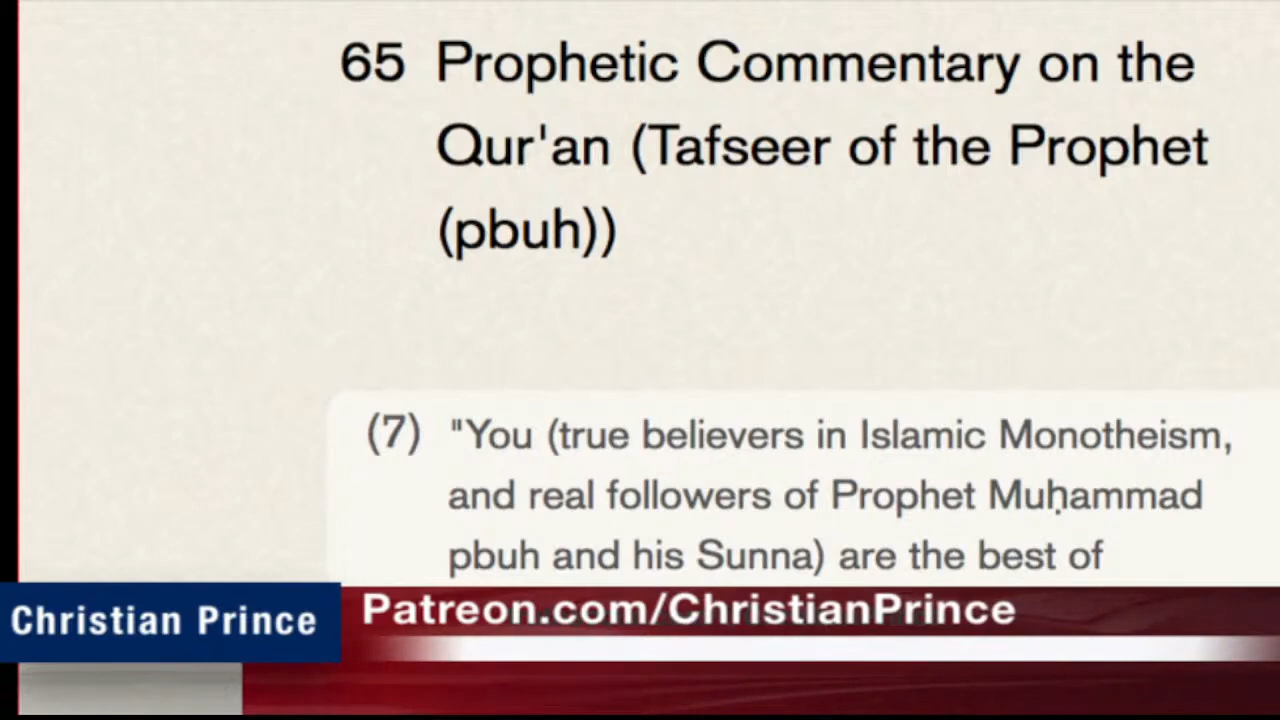 65 Prophetic Commentary on the
Qur'an (Tafseer of the Prophet
(pbuh))
(7) "You (true believers in Islamic Monotheism,
and real followers of Prophet Muḥammad
pbuh and his Sunna) are the best of
Christian Prince
Patreon.com/ChristianPrince